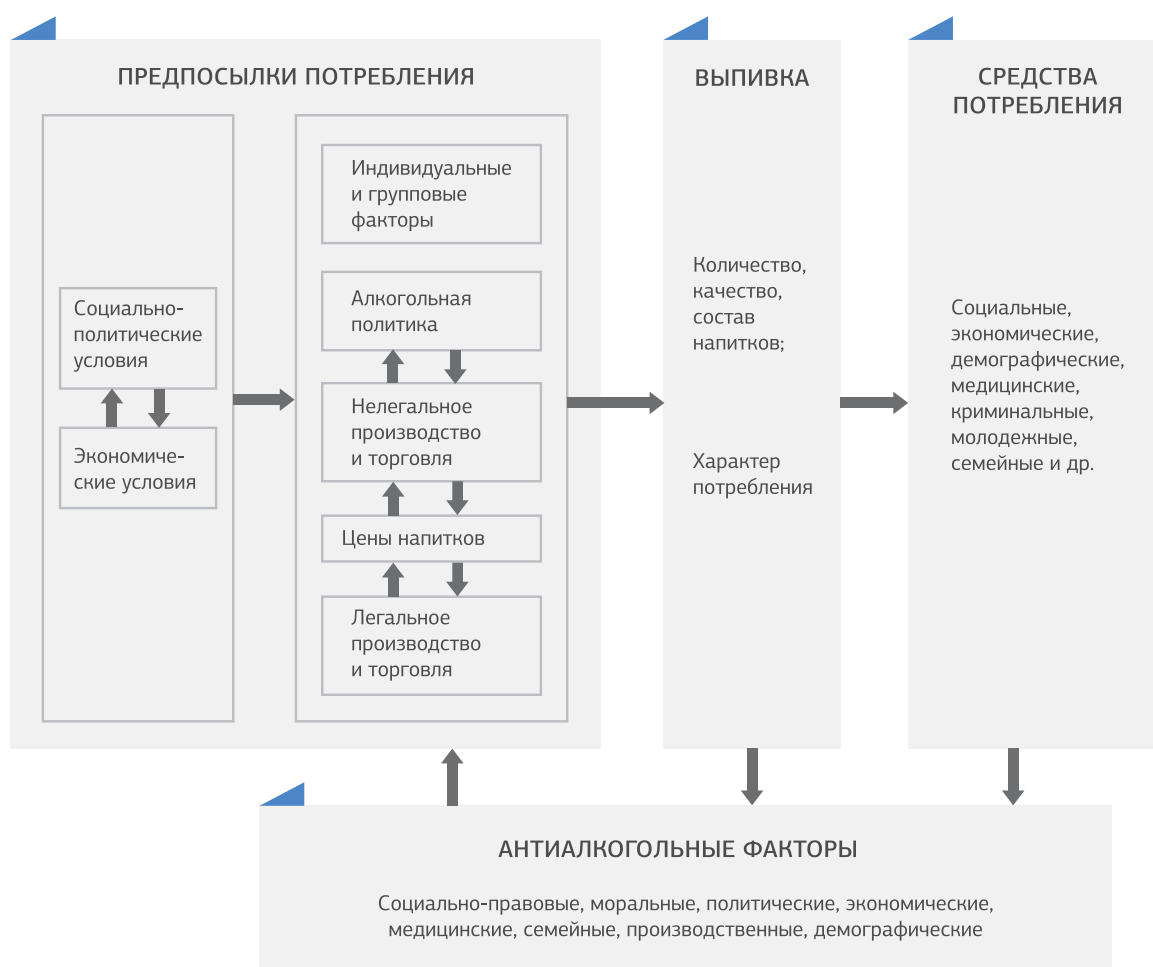 ПРЕДПОСЫЛКИ ПОТРЕБЛЕНИЯ
Социально-
политические
условия
Экономиче-
ские условия
Индивидуальные
и групповые
факторы
Алкогольная
политика
Нелегальное
производство
и торговля
Цены напитков
Легальное
производство
и торговля
ВЫПИВКА
Количество,
качество,
состав
напитков;
Характер
потребления
СРЕДСТВА
ПОТРЕБЛЕНИЯ
Социальные,
экономические,
демографические,
медицинские,
криминальные,
молодежные,
семейные и др.
АНТИАЛКОГОЛЬНЫЕ ФАКТОРЫ
Социально-правовые, моральные, политические, экономические,
медицинские, семейные, производственные, демографические